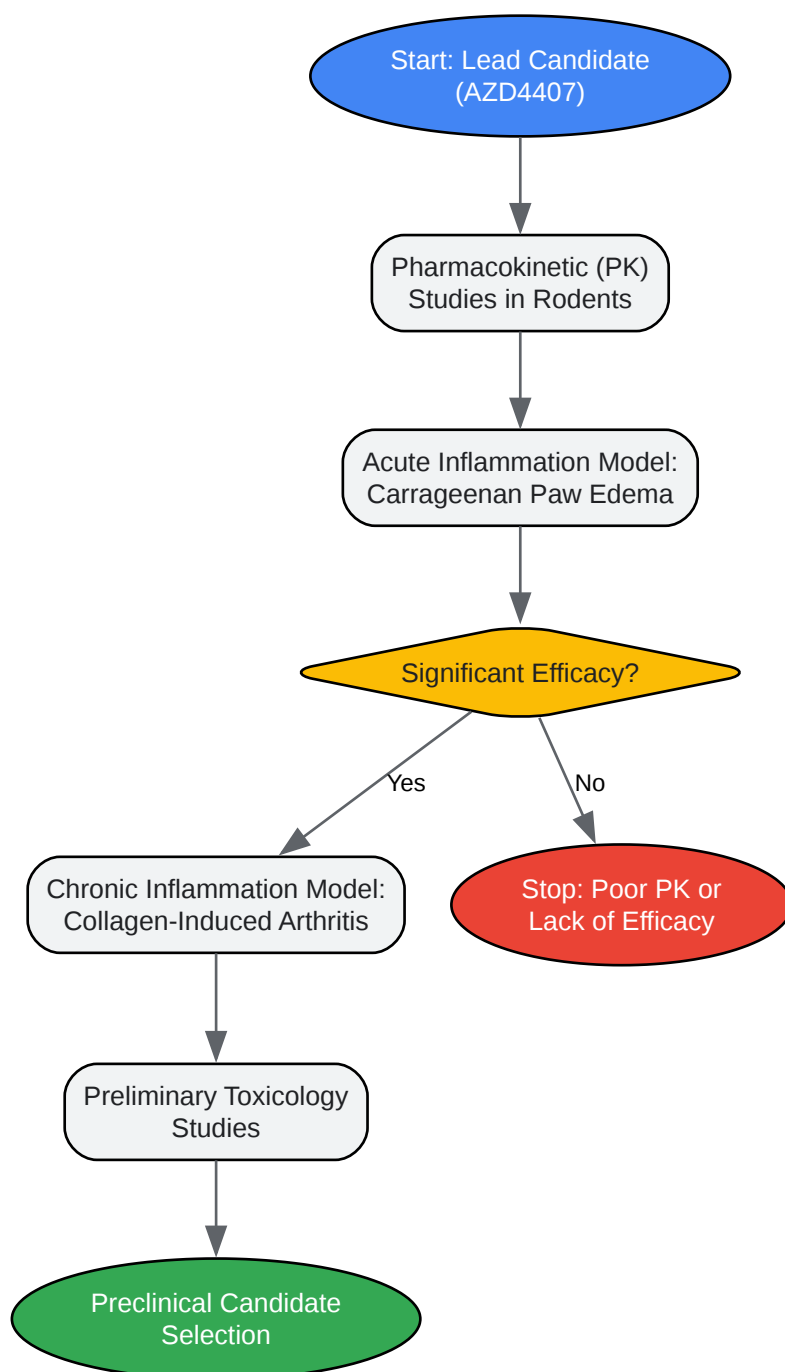 Start: Lead Candidate
(AZD4407)
Pharmacokinetic (PK)
Studies in Rodents
Acute Inflammation Model:
Carrageenan Paw Edema
Significant Efficacy?
Yes
No
Chronic Inflammation Model:
Collagen-Induced Arthritis
Stop: Poor PK or
Lack of Efficacy
Preliminary Toxicology
Studies
Preclinical Candidate
Selection